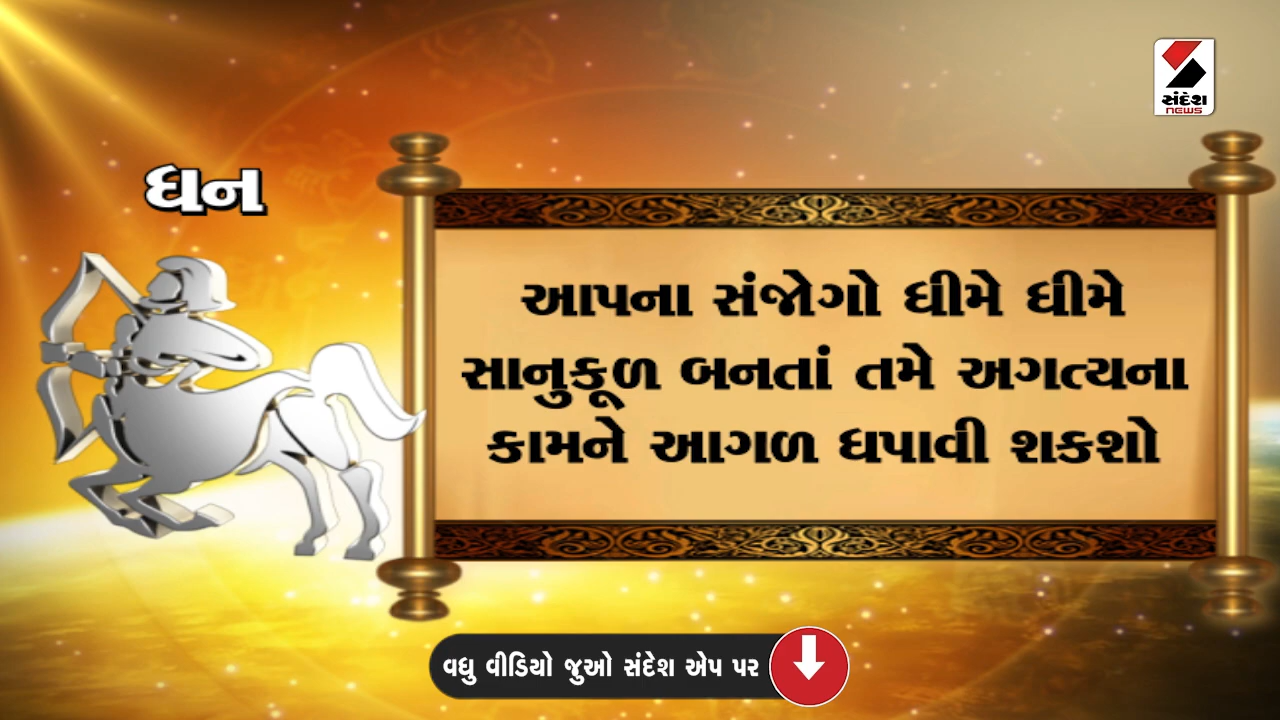 સંદેશ
NEWS
ધન
આપના સંજોગો ધીમે ધીમે
સાનુકૂળ બનતાં તમે અગત્યના
કામને આગળ ધપાવી શકશો
વધુ વીડિયો જુઓ સંદેશ એપ પર